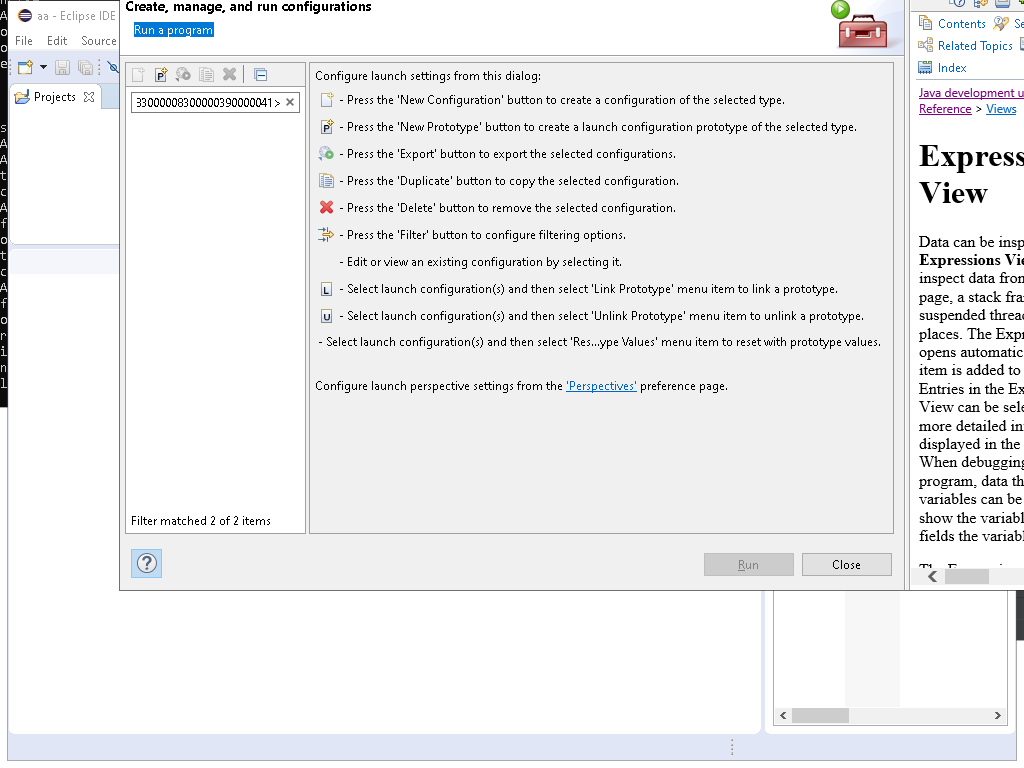 aa - Eclipse IDE
File Edit Source
Projects
Create, manage, and run configurations
Run a program
33000008300000390000041>
Filter matched 2 of 2 items
Configure launch settings from this dialog:
- Press the 'New Configuration' button to create a configuration of the selected type.
- Press the 'New Prototype' button to create a launch configuration prototype of the selected type.
- Press the 'Export' button to export the selected configurations.
- Press the 'Duplicate' button to copy the selected configuration.
- Press the 'Delete' button to remove the selected configuration.
- Press the 'Filter' button to configure filtering options.
- Edit or view an existing configuration by selecting it.
L - Select launch configuration(s) and then select 'Link Prototype' menu item to link a prototype.
U - Select launch configuration(s) and then select 'Unlink Prototype' menu item to unlink a prototype.
- Select launch configuration(s) and then select 'Res...ype Values' menu item to reset with prototype values.
Configure launch perspective settings from the 'Perspectives' preference page.
Run Close
Contents Se
Related Topics
Index
Java development u
Reference > Views
Express
View
Data can be insp
Expressions Vie
inspect data from
page, a stack fra
suspended thread
places. The Expr
opens automatic
item is added to
Entries in the Ex
View can be sele
more detailed inf
displayed in the
When debugging
program, data th
variables can be
show the variabl
fields the variabl